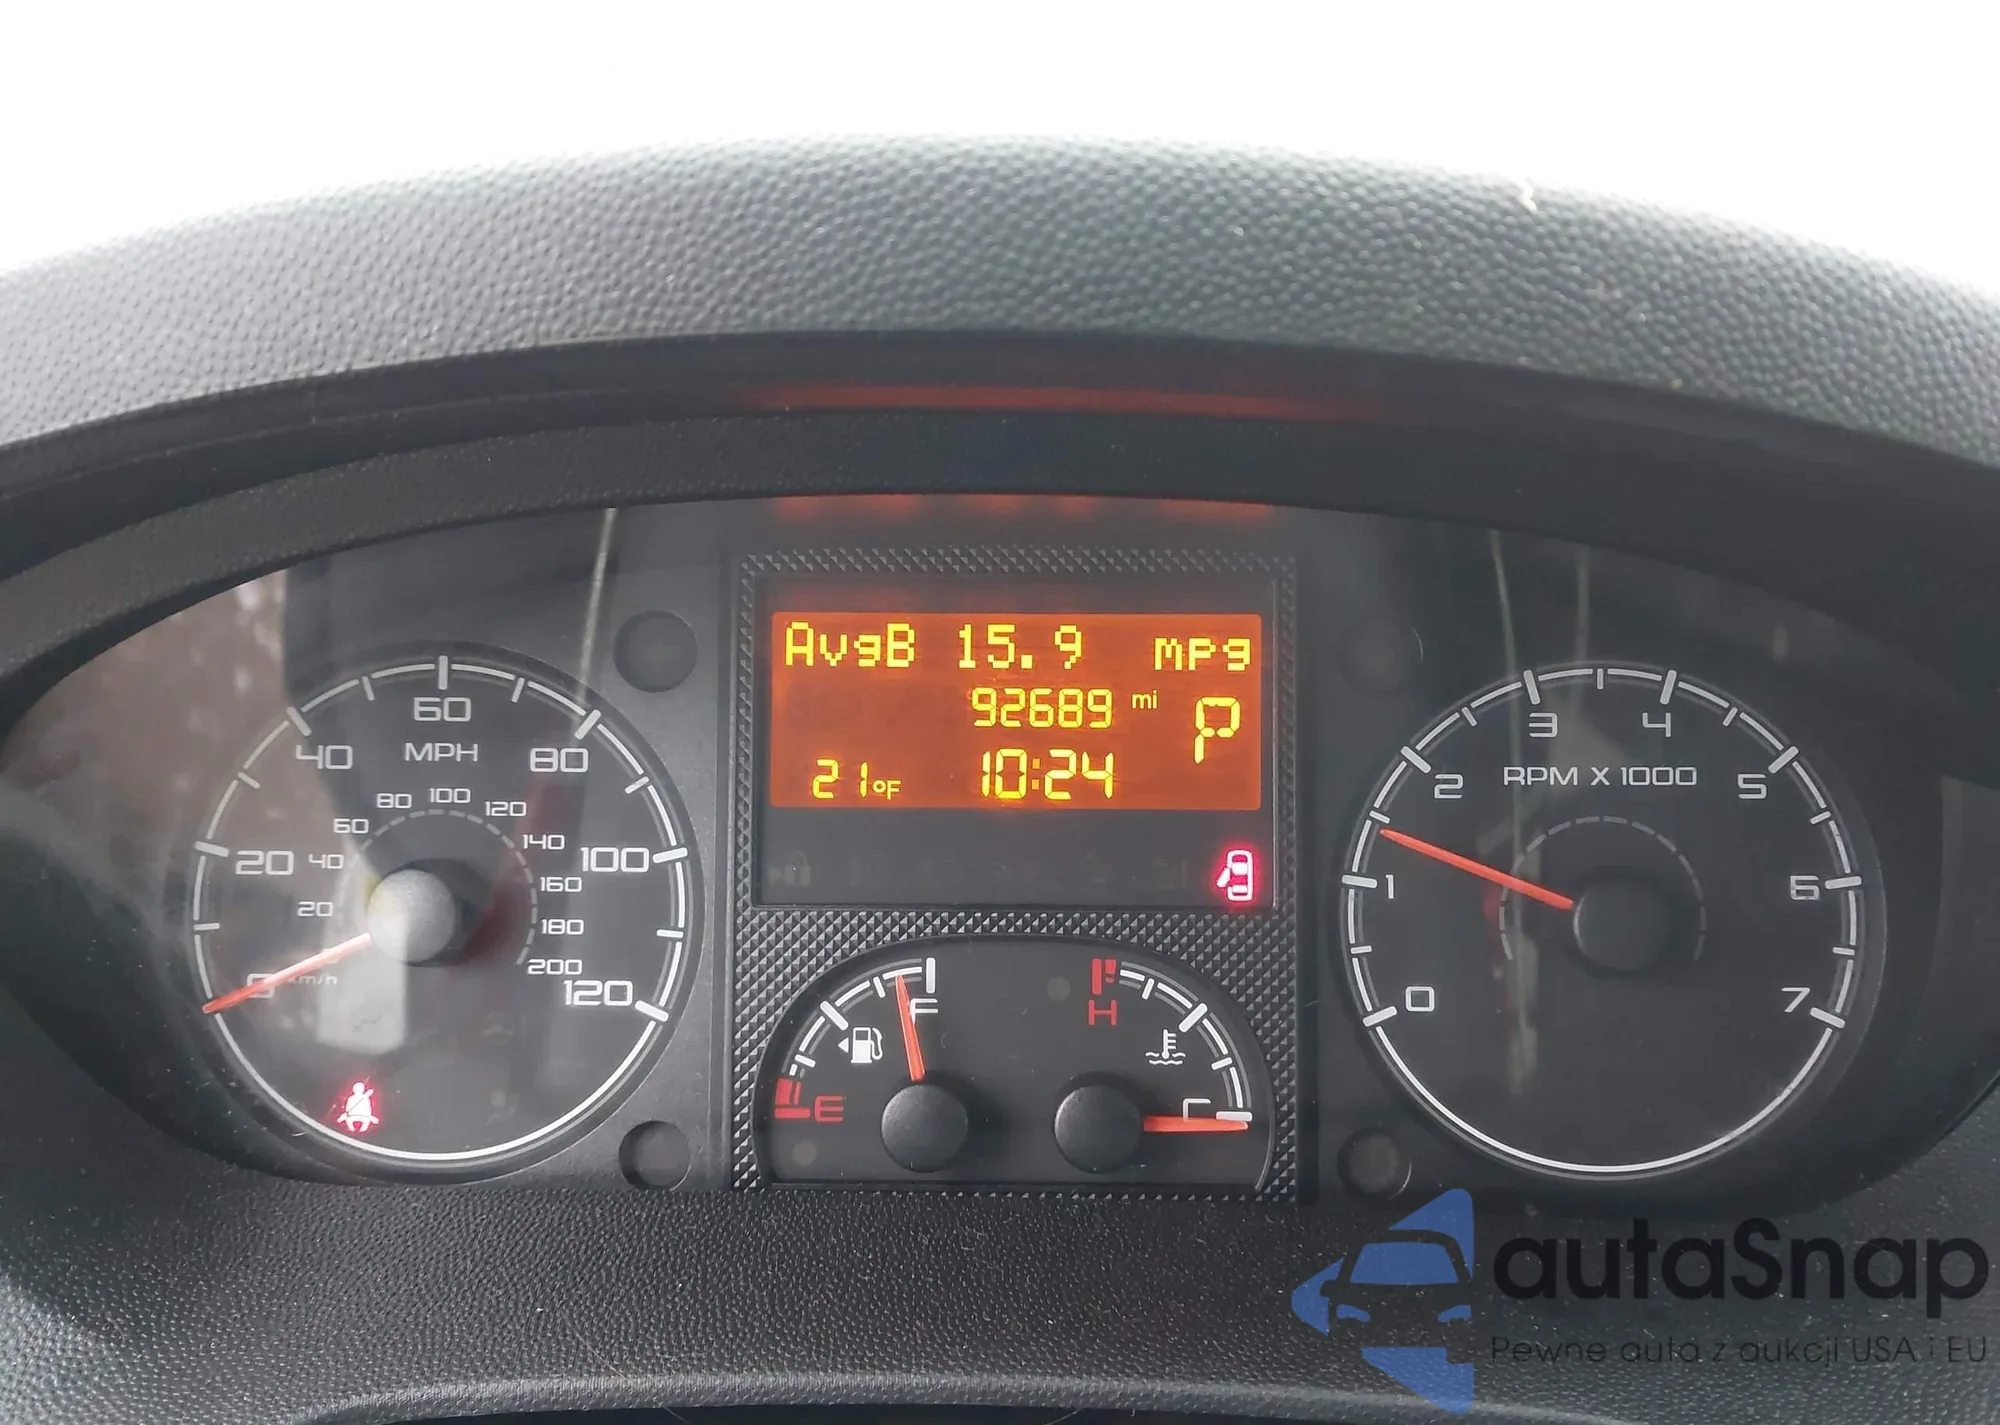 AvgB 15.9 mpg
92689 mi
P
21°F 10:24
0 20 40 60 80 100 120
MPH
20 40 60 80 100 120 140 160 180 200
km/h
E F
H C
0 1 2 3 4 5 6 7
RPM X 1000
autaSnap
Pewne auta z aukcji USA i EU